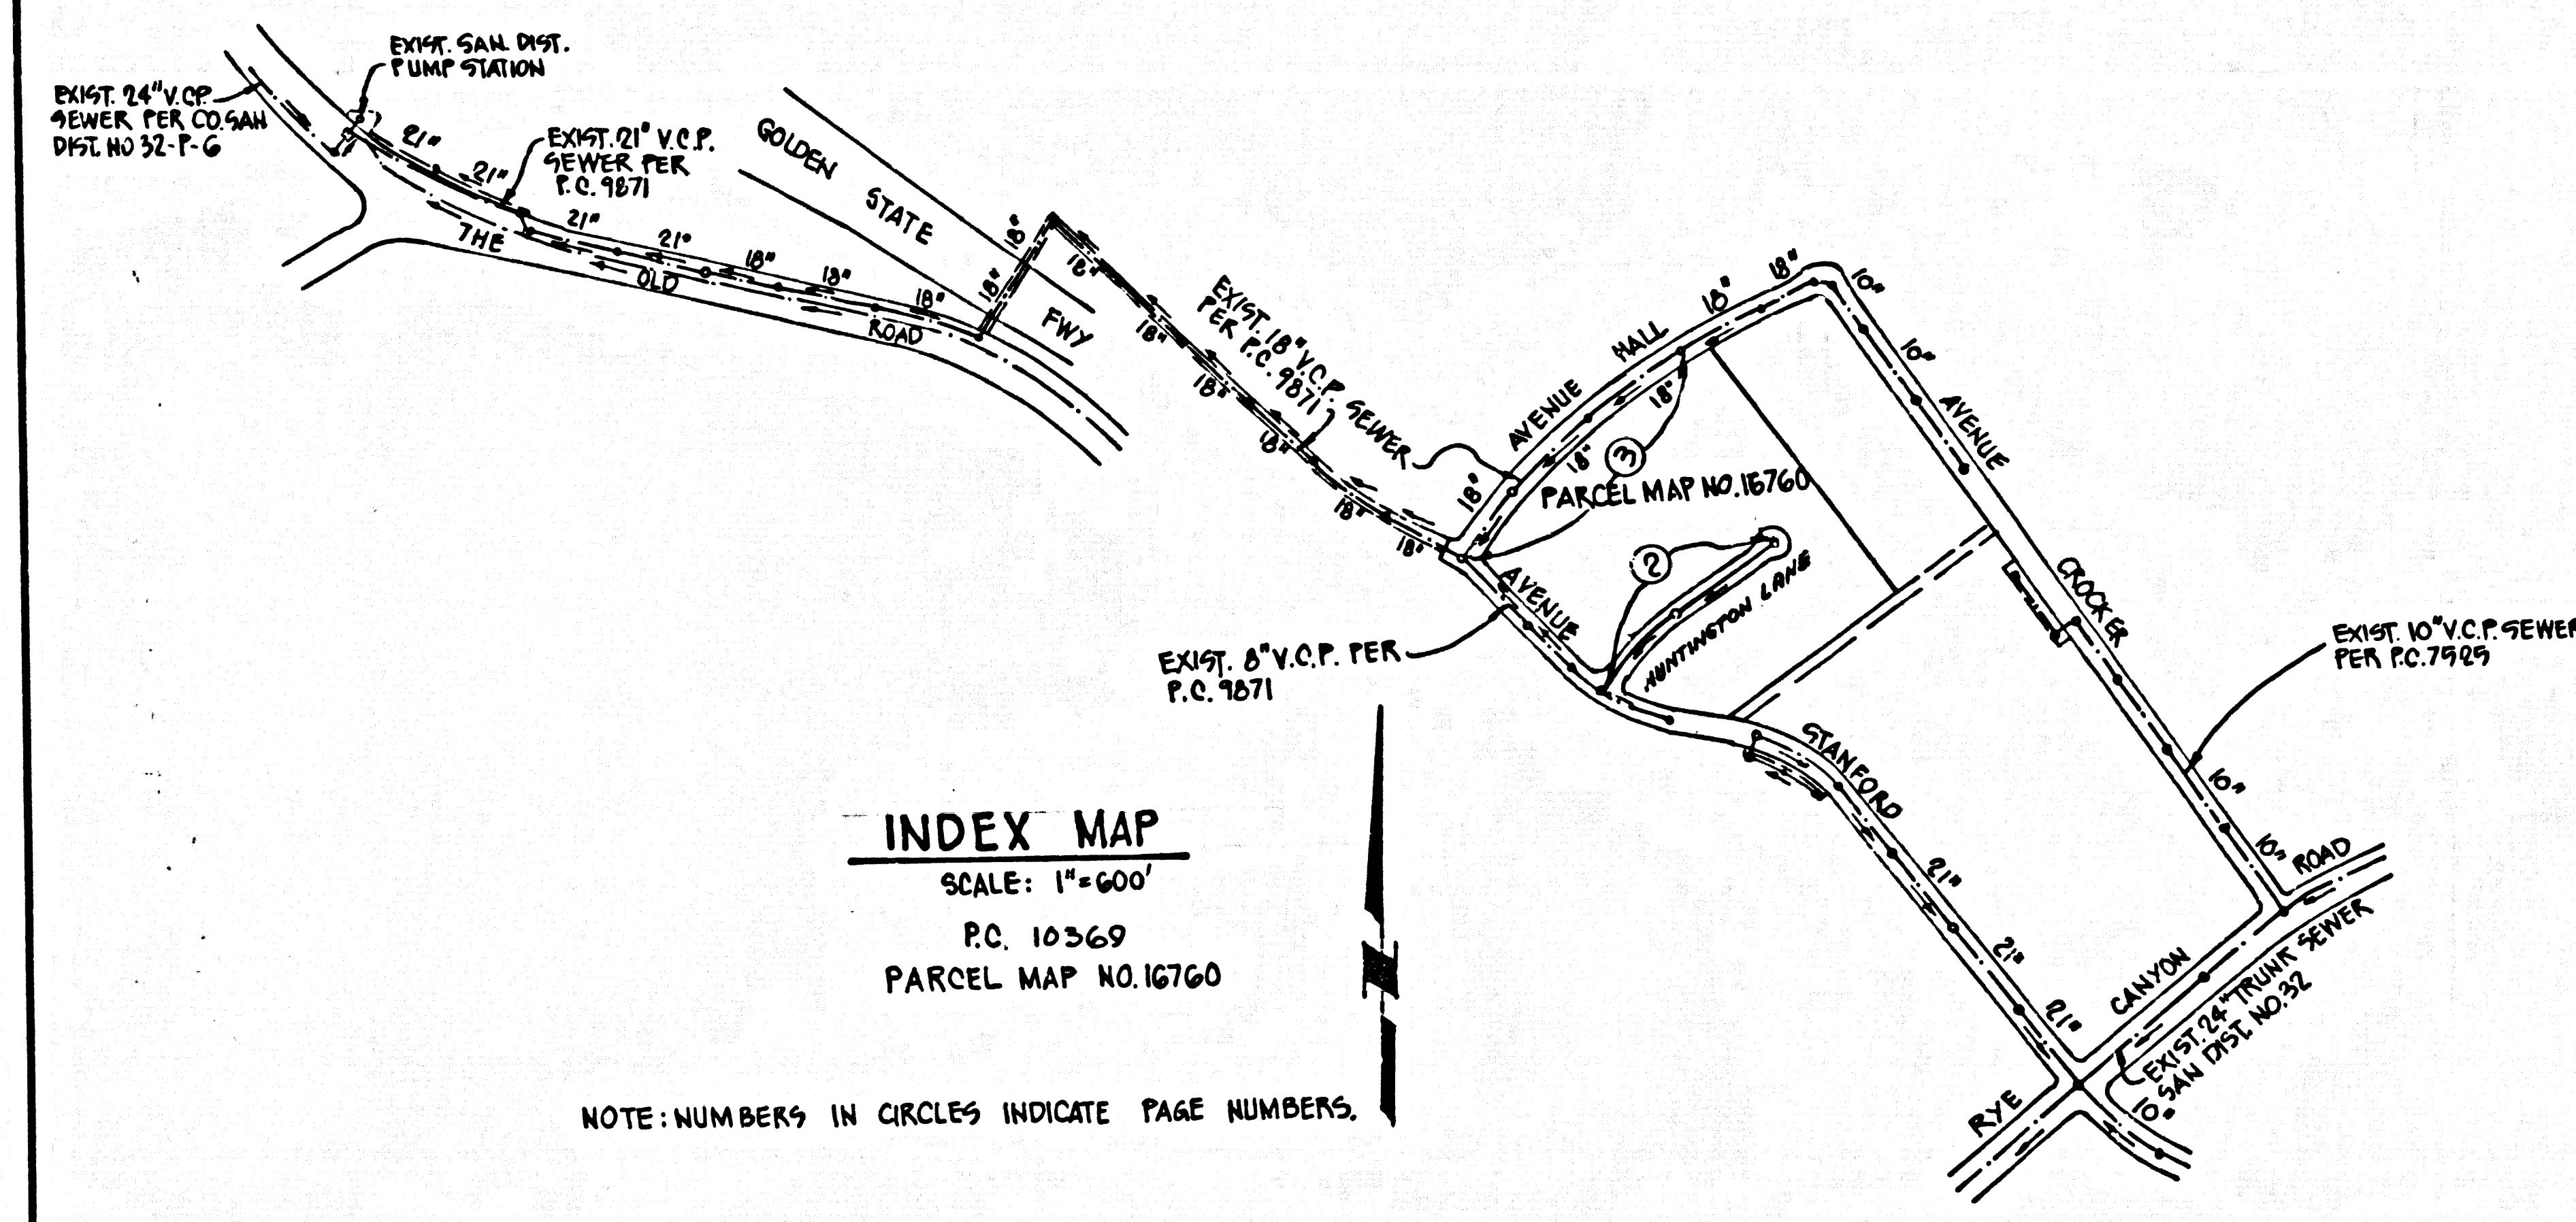 EXIST. SAN. DIST.
PUMP STATION
EXIST. 24" V.C.P.
SEWER PER CO. SAN
DIST. NO 32-P-6
21"
21"
EXIST. 21" V.C.P.
SEWER PER
P.C. 9871
21"
21"
18"
18"
18"
THE
OLD
ROAD
GOLDEN
STATE
FWY
18"
18"
18"
18"
18"
18"
18"
18"
EXIST. 18" V.C.P. SEWER
PER P.C. 9871
18"
18"
18"
18"
18"
AVENUE
HALL
10"
10"
AVENUE
CROCKER
3
PARCEL MAP NO. 16760
2
HUNTINGTON LANE
AVENUE
STANFORD
EXIST. 8" V.C.P. PER
P.C. 9871
EXIST. 10" V.C.P. SEWER
PER P.C. 7525
10"
10"
21"
21"
21"
RYE
CANYON
ROAD
EXIST. 24" TRUNK SEWER
SAN DIST. NO. 32
10"
INDEX MAP
SCALE: 1"=600'
P.C. 10369
PARCEL MAP NO. 16760
N
NOTE: NUMBERS IN CIRCLES INDICATE PAGE NUMBERS.